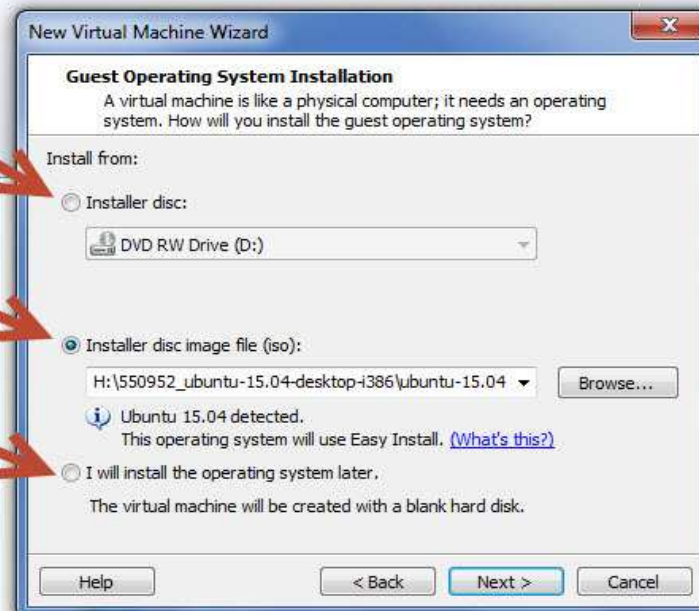 New Virtual Machine Wizard
Guest Operating System Installation
A virtual machine is like a physical computer; it needs an operating
system. How will you install the guest operating system?
Install from:
Installer disc:
DVD RW Drive (D:)
Installer disc image file (iso):
H:\550952_ubuntu-15.04-desktop-i386\ubuntu-15.04
Browse...
Ubuntu 15.04 detected.
This operating system will use Easy Install. (What's this?)
I will install the operating system later.
The virtual machine will be created with a blank hard disk.
Help
< Back
Next >
Cancel